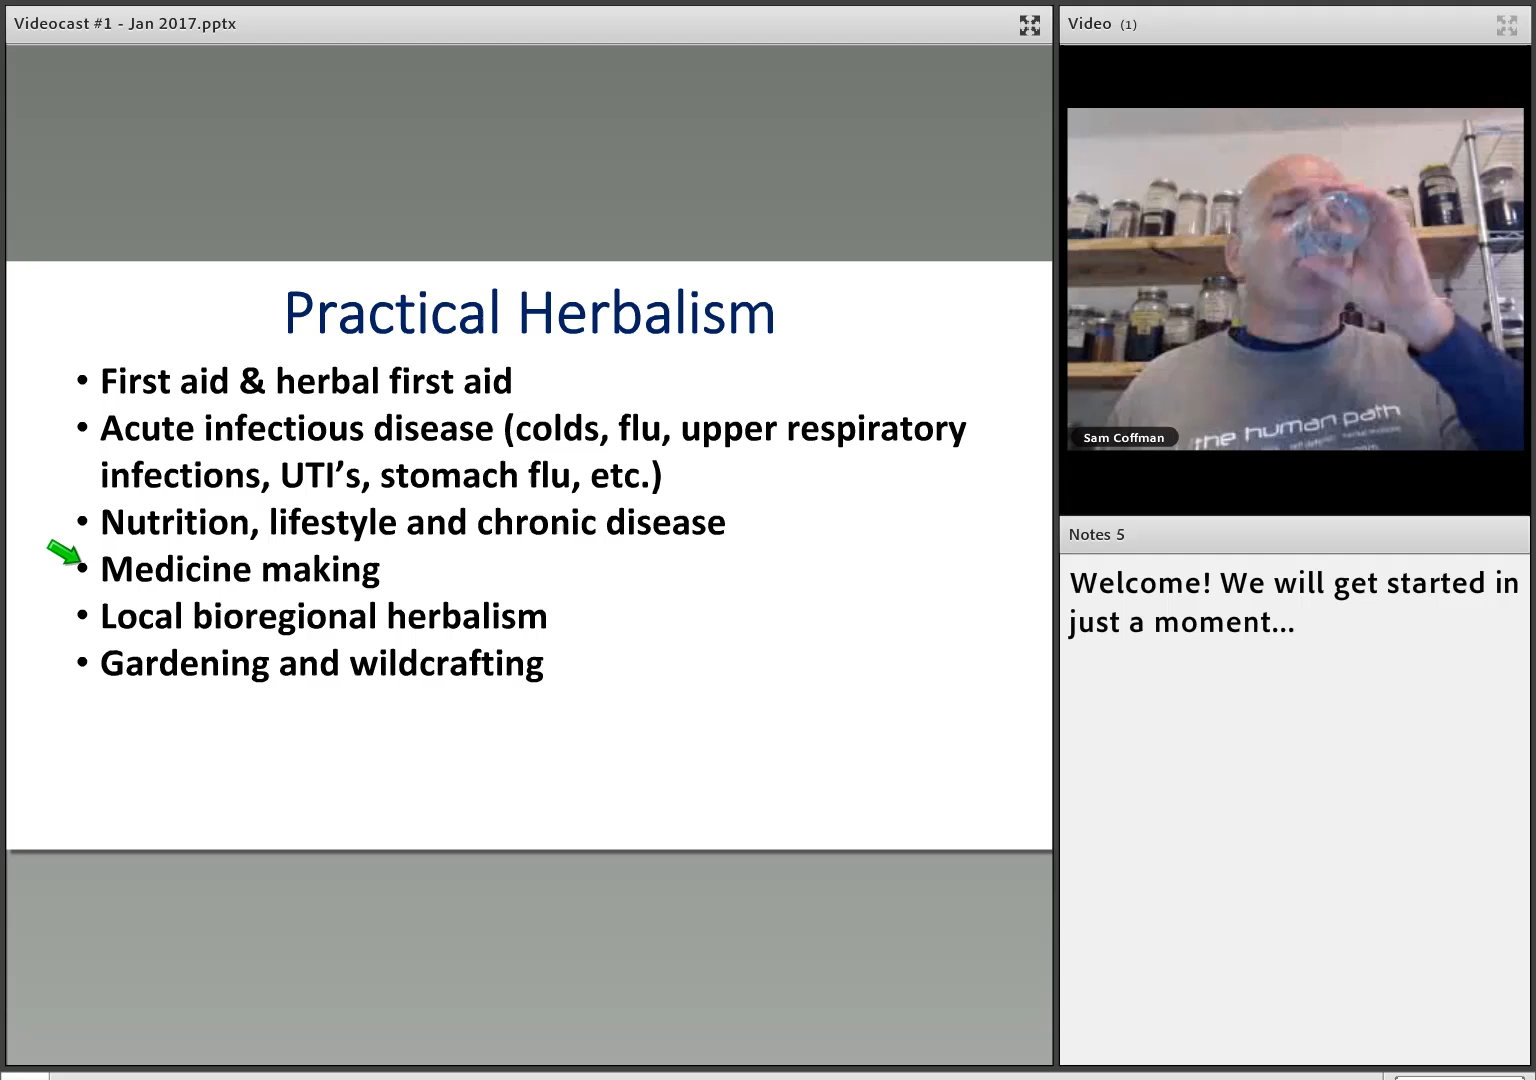 Videocast #1 - Jan 2017.pptx
Practical Herbalism
• First aid & herbal first aid
• Acute infectious disease (colds, flu, upper respiratory
infections, UTI’s, stomach flu, etc.)
• Nutrition, lifestyle and chronic disease
• Medicine making
• Local bioregional herbalism
• Gardening and wildcrafting
Video (1)
the human path
Sam Coffman
Notes 5
Welcome! We will get started in
just a moment...